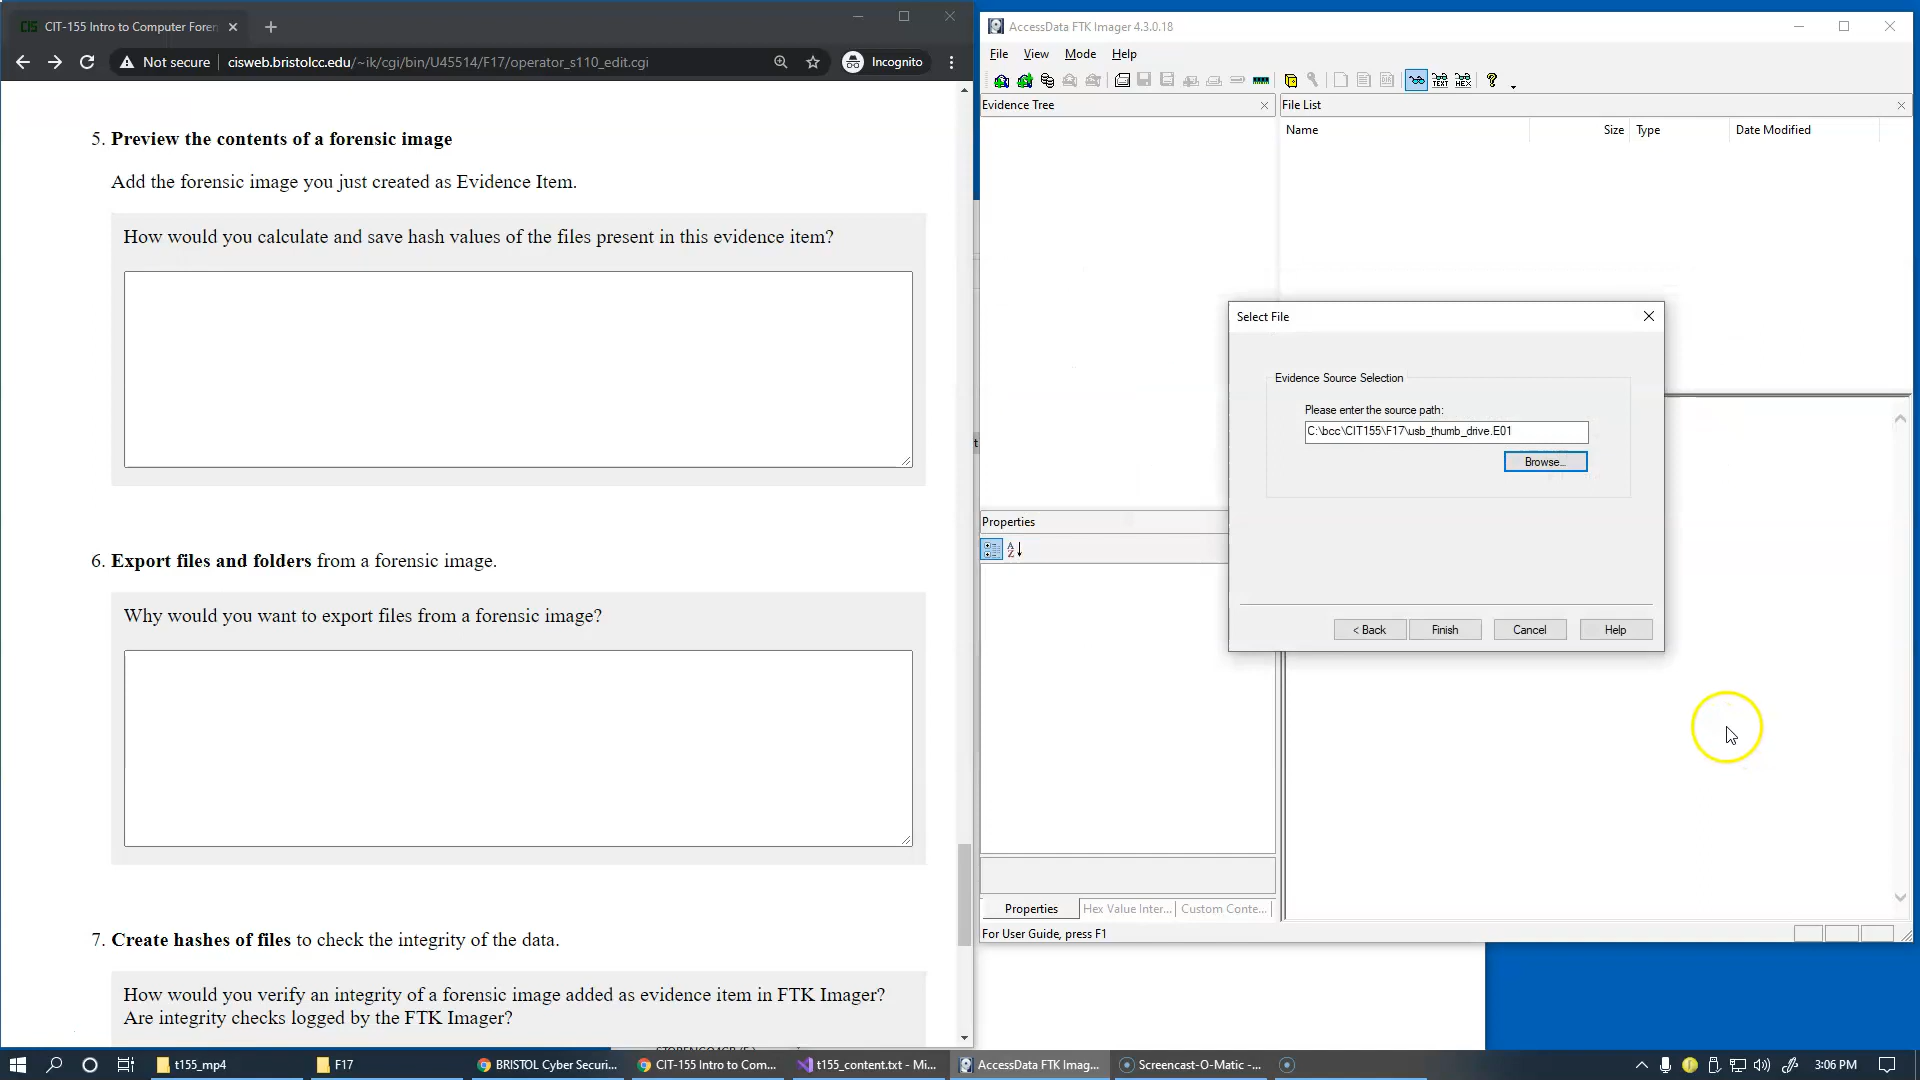 CIS CIT-155 Intro to Computer Foren
Not secure cisweb.bristolcc.edu/~ik/cgi/bin/U45514/F17/operator_s110_edit.cgi Incognito
5. Preview the contents of a forensic image
Add the forensic image you just created as Evidence Item.
How would you calculate and save hash values of the files present in this evidence item?
6. Export files and folders from a forensic image.
Why would you want to export files from a forensic image?
7. Create hashes of files to check the integrity of the data.
How would you verify an integrity of a forensic image added as evidence item in FTK Imager?
Are integrity checks logged by the FTK Imager?
AccessData FTK Imager 4.3.0.18
File View Mode Help
Evidence Tree
File List
Name Size Type Date Modified
Select File
Evidence Source Selection
Please enter the source path:
C:\bcc\CIT155\F17\usb_thumb_drive.E01
Browse...
< Back Finish Cancel Help
Properties
Properties Hex Value Inter... Custom Conte...
For User Guide, press F1
t155_mp4 F17 BRISTOL Cyber Securi... CIT-155 Intro to Com... t155_content.txt - Mi... AccessData FTK Imag... Screencast-O-Matic -... 3:06 PM